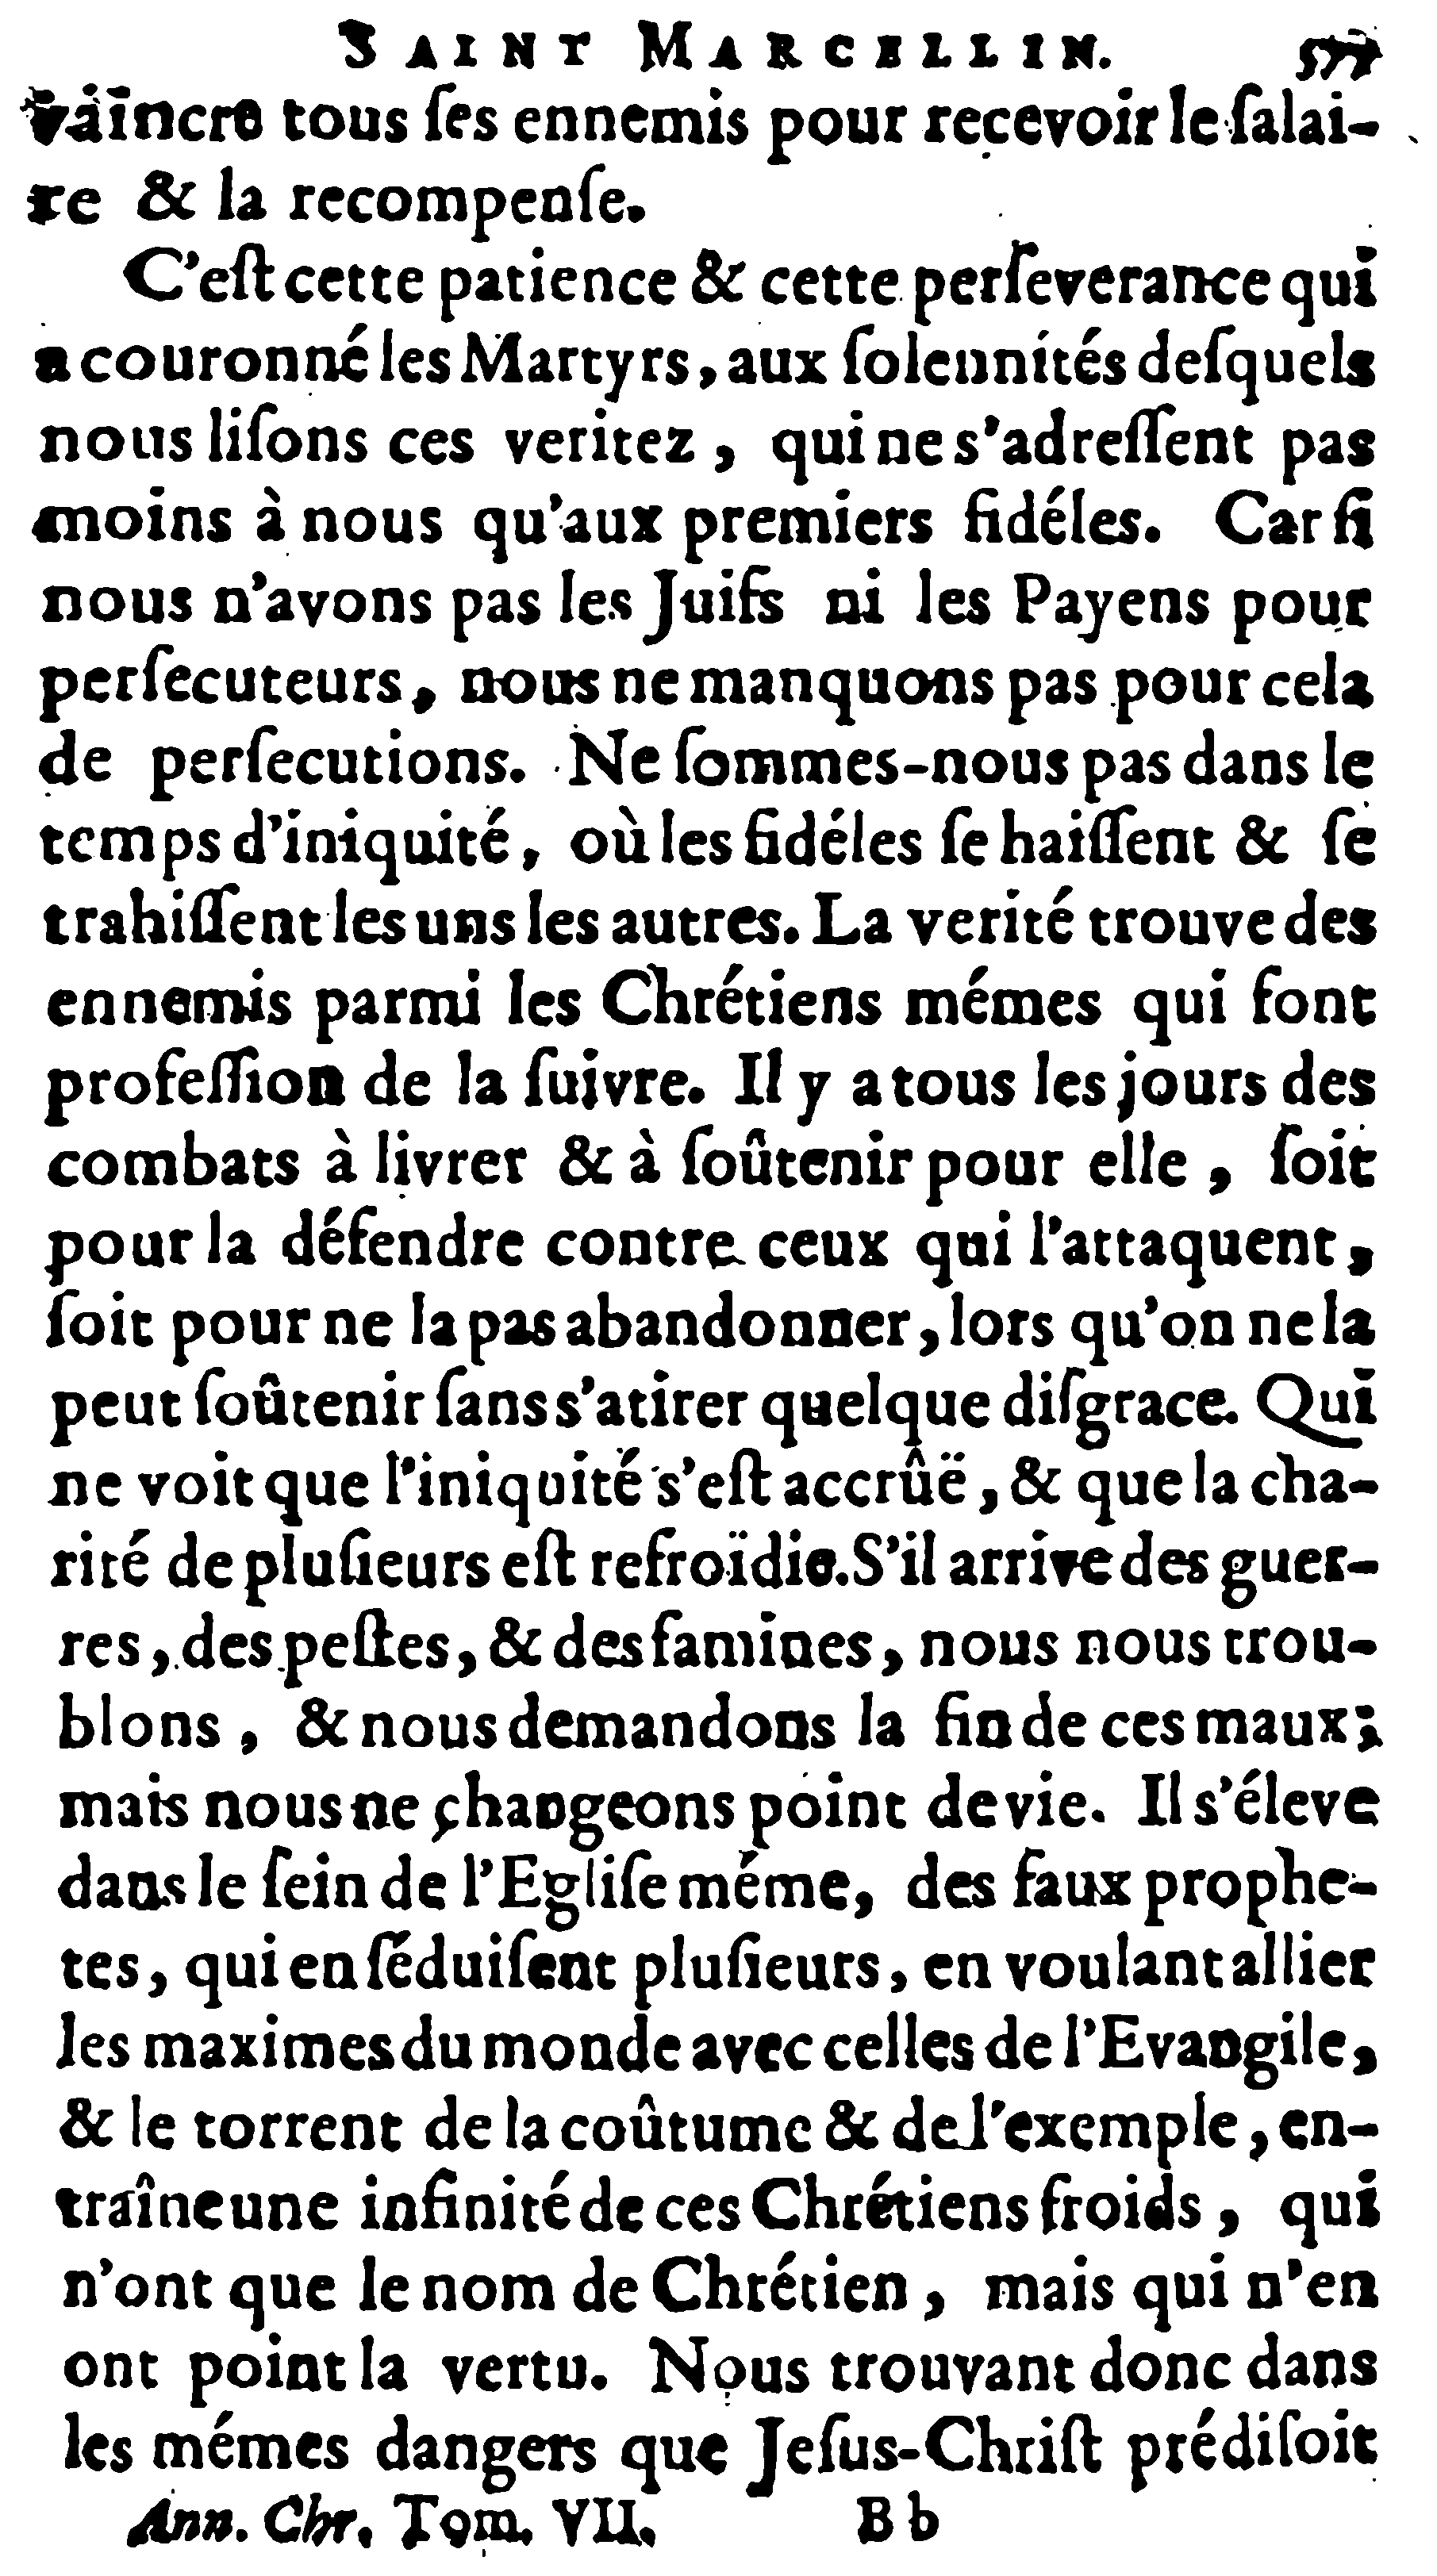 SAINT MARCELLIN. 577
vaincre tous ſes ennemis pour recevoir le ſalai-
re & la recompenſe.
C'eſt cette patience & cette perſeverance qui
a couronné les Martyrs, aux ſolennités deſquels
nous liſons ces veritez, qui ne s'adreſſent pas
moins à nous qu'aux premiers fidéles. Car ſi
nous n'avons pas les Juifs ni les Payens pour
perſecuteurs, nous ne manquons pas pour cela
de perſecutions. Ne ſommes-nous pas dans le
temps d'iniquité, où les fidéles ſe haiſſent & ſe
trahiſſent les uns les autres. La verité trouve des
ennemis parmi les Chrétiens mémes qui font
profeſſion de la ſuivre. Il y a tous les jours des
combats à livrer & à ſoûtenir pour elle, ſoit
pour la défendre contre ceux qui l'attaquent,
ſoit pour ne la pas abandonner, lors qu'on ne la
peut ſoûtenir ſans s'atirer quelque diſgrace. Qui
ne voit que l'iniquité s'eſt accrûë, & que la cha-
rité de pluſieurs eſt refroïdie. S'il arrive des guer-
res, des peſtes, & des famines, nous nous trou-
blons, & nous demandons la fin de ces maux;
mais nous ne changeons point de vie. Il s'éleve
dans le ſein de l'Egliſe méme, des faux prophe-
tes, qui en ſéduiſent pluſieurs, en voulant allier
les maximes du monde avec celles de l'Evangile,
& le torrent de la coûtume & de l'exemple, en-
traîne une infinité de ces Chrétiens froids, qui
n'ont que le nom de Chrétien, mais qui n'en
ont point la vertu. Nous trouvant donc dans
les mémes dangers que Jeſus-Chriſt prédiſoit
Ann. Chr. Tom. VII. B b